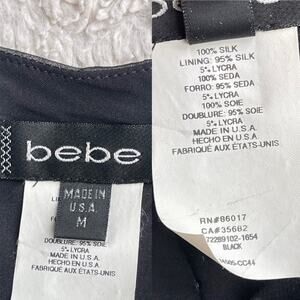 bebe
MADE IN
U.S.A.
M
DOUBLURE: 95% SOIE
5% LYCRA
MADE IN U.S.A.
HECHO EN E.U.A.
FABRIQUÉ AUX ÉTATS-UNIS
100% SILK
LINING: 95% SILK
5% LYCRA
100% SEDA
FORRO: 95% SEDA
5% LYCRA
100% SOIE
DOUBLURE: 95% SOIE
5% LYCRA
MADE IN U.S.A.
HECHO EN E.U.A.
FABRIQUÉ AUX ÉTATS-UNIS
RN#86017
CA#35682
72289102-1654
BLACK